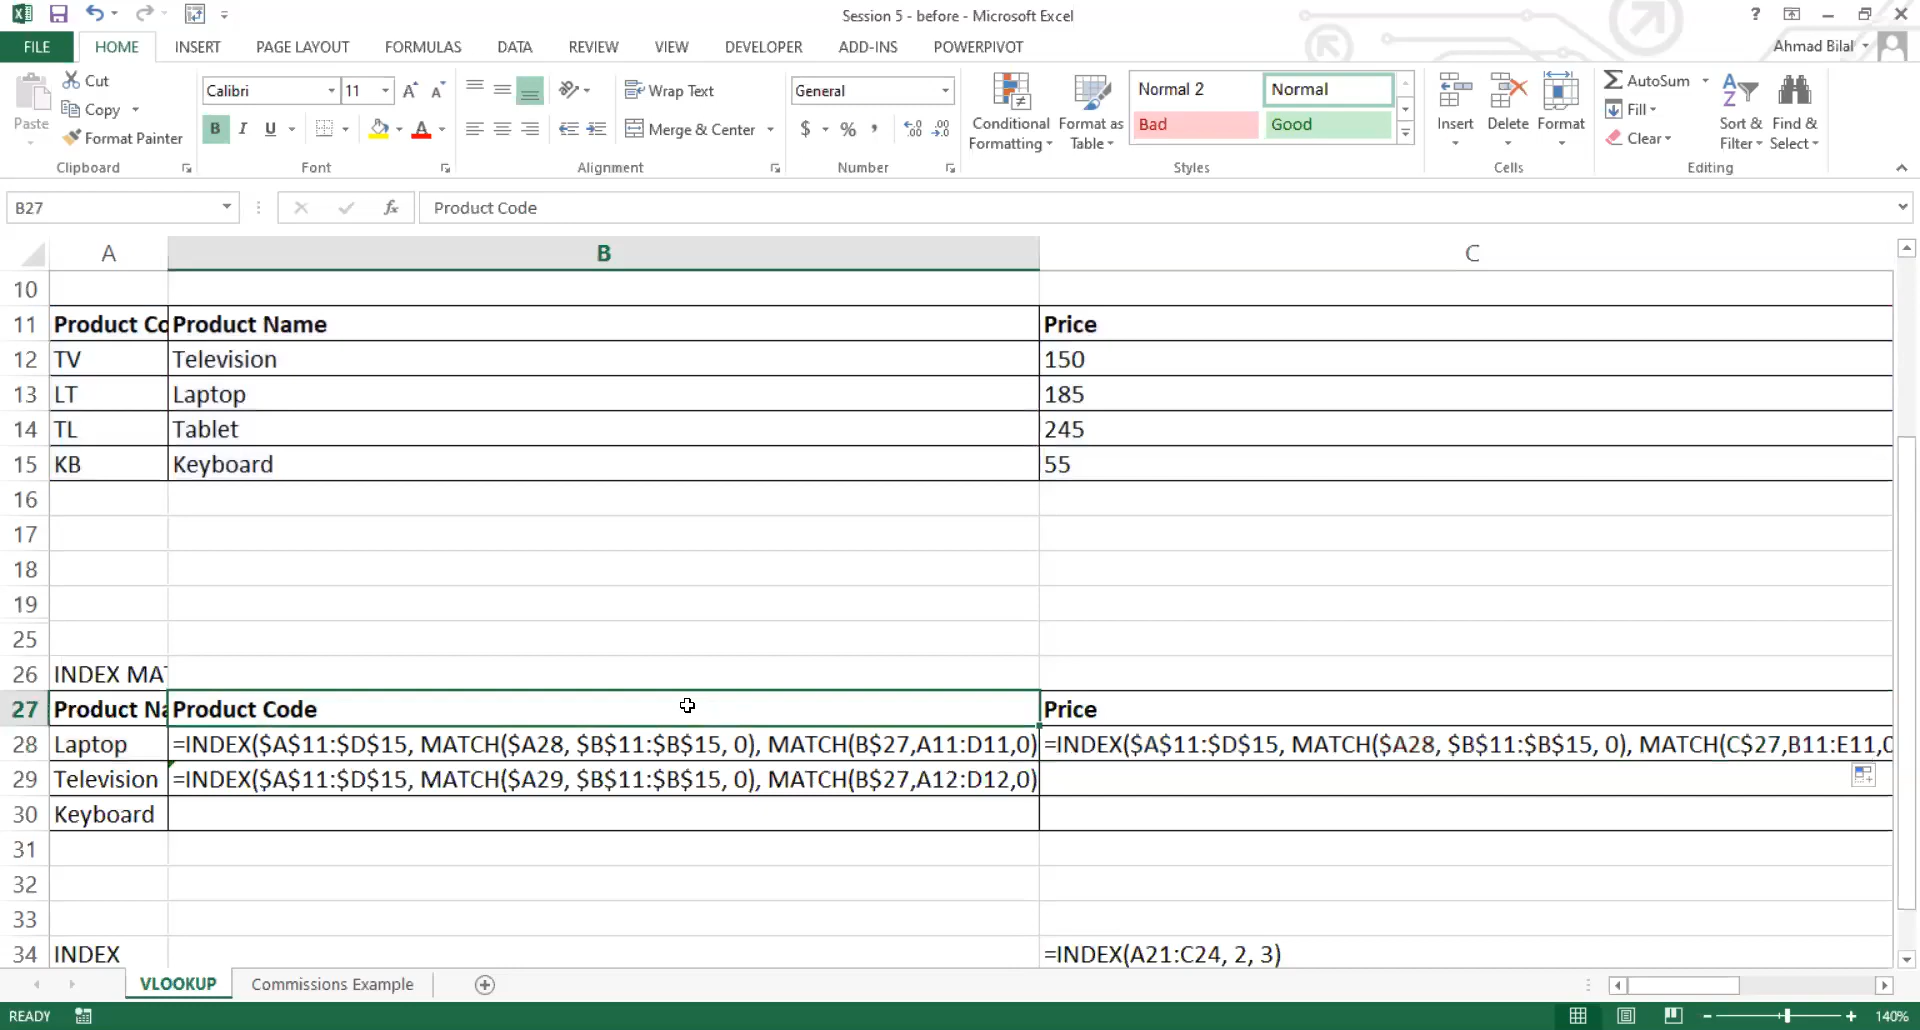 Session 5 - before - Microsoft Excel
?
FILE HOME INSERT PAGE LAYOUT FORMULAS DATA REVIEW VIEW DEVELOPER ADD-INS POWERPIVOT Ahmad Bilal
Paste
Cut
Copy
Format Painter
Clipboard
Calibri 11 A A
B I U A
Font
Wrap Text
Merge & Center
Alignment
General
$ % , .00 .00
Number
Conditional Formatting
Format as Table
Normal 2 Normal
Bad Good
Styles
Insert Delete Format
Cells
AutoSum
Fill
Clear
Sort & Filter
Find & Select
Editing
B27 fx Product Code
A B C
10
11 Product Co Product Name Price
12 TV Television 150
13 LT Laptop 185
14 TL Tablet 245
15 KB Keyboard 55
16
17
18
19
25
26 INDEX MA
27 Product Na Product Code Price
28 Laptop =INDEX($A$11:$D$15, MATCH($A28, $B$11:$B$15, 0), MATCH(B$27,A11:D11,0) =INDEX($A$11:$D$15, MATCH($A28, $B$11:$B$15, 0), MATCH(C$27,B11:E11,0
29 Television =INDEX($A$11:$D$15, MATCH($A29, $B$11:$B$15, 0), MATCH(B$27,A12:D12,0)
30 Keyboard
31
32
33
34 INDEX =INDEX(A21:C24, 2, 3)
VLOOKUP Commissions Example
READY 140%